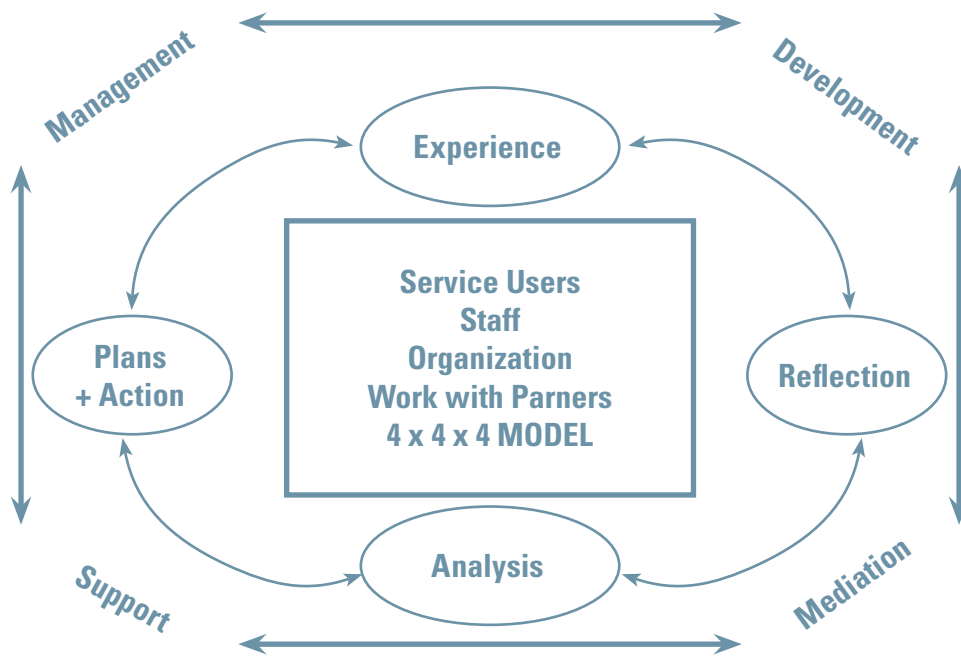 Management
Development
Experience
Service Users
Staff
Organization
Work with Parners
4 x 4 x 4 MODEL
Plans
+ Action
Reflection
Analysis
Support
Mediation